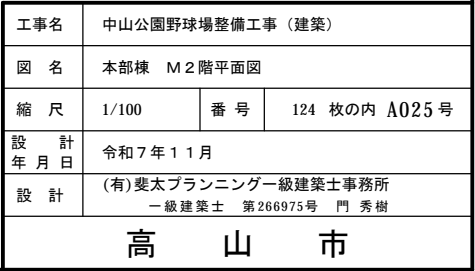 工事名 中山公園野球場整備工事（建築）
図 名 本部棟 Ｍ２階平面図
縮 尺 1/100 番 号 124 枚の内 A025号
設 計
年 月 日 令和７年１１月
設 計 (有)斐太プランニング一級建築士事務所
一級建築士 第266975号 門 秀樹
高 山 市